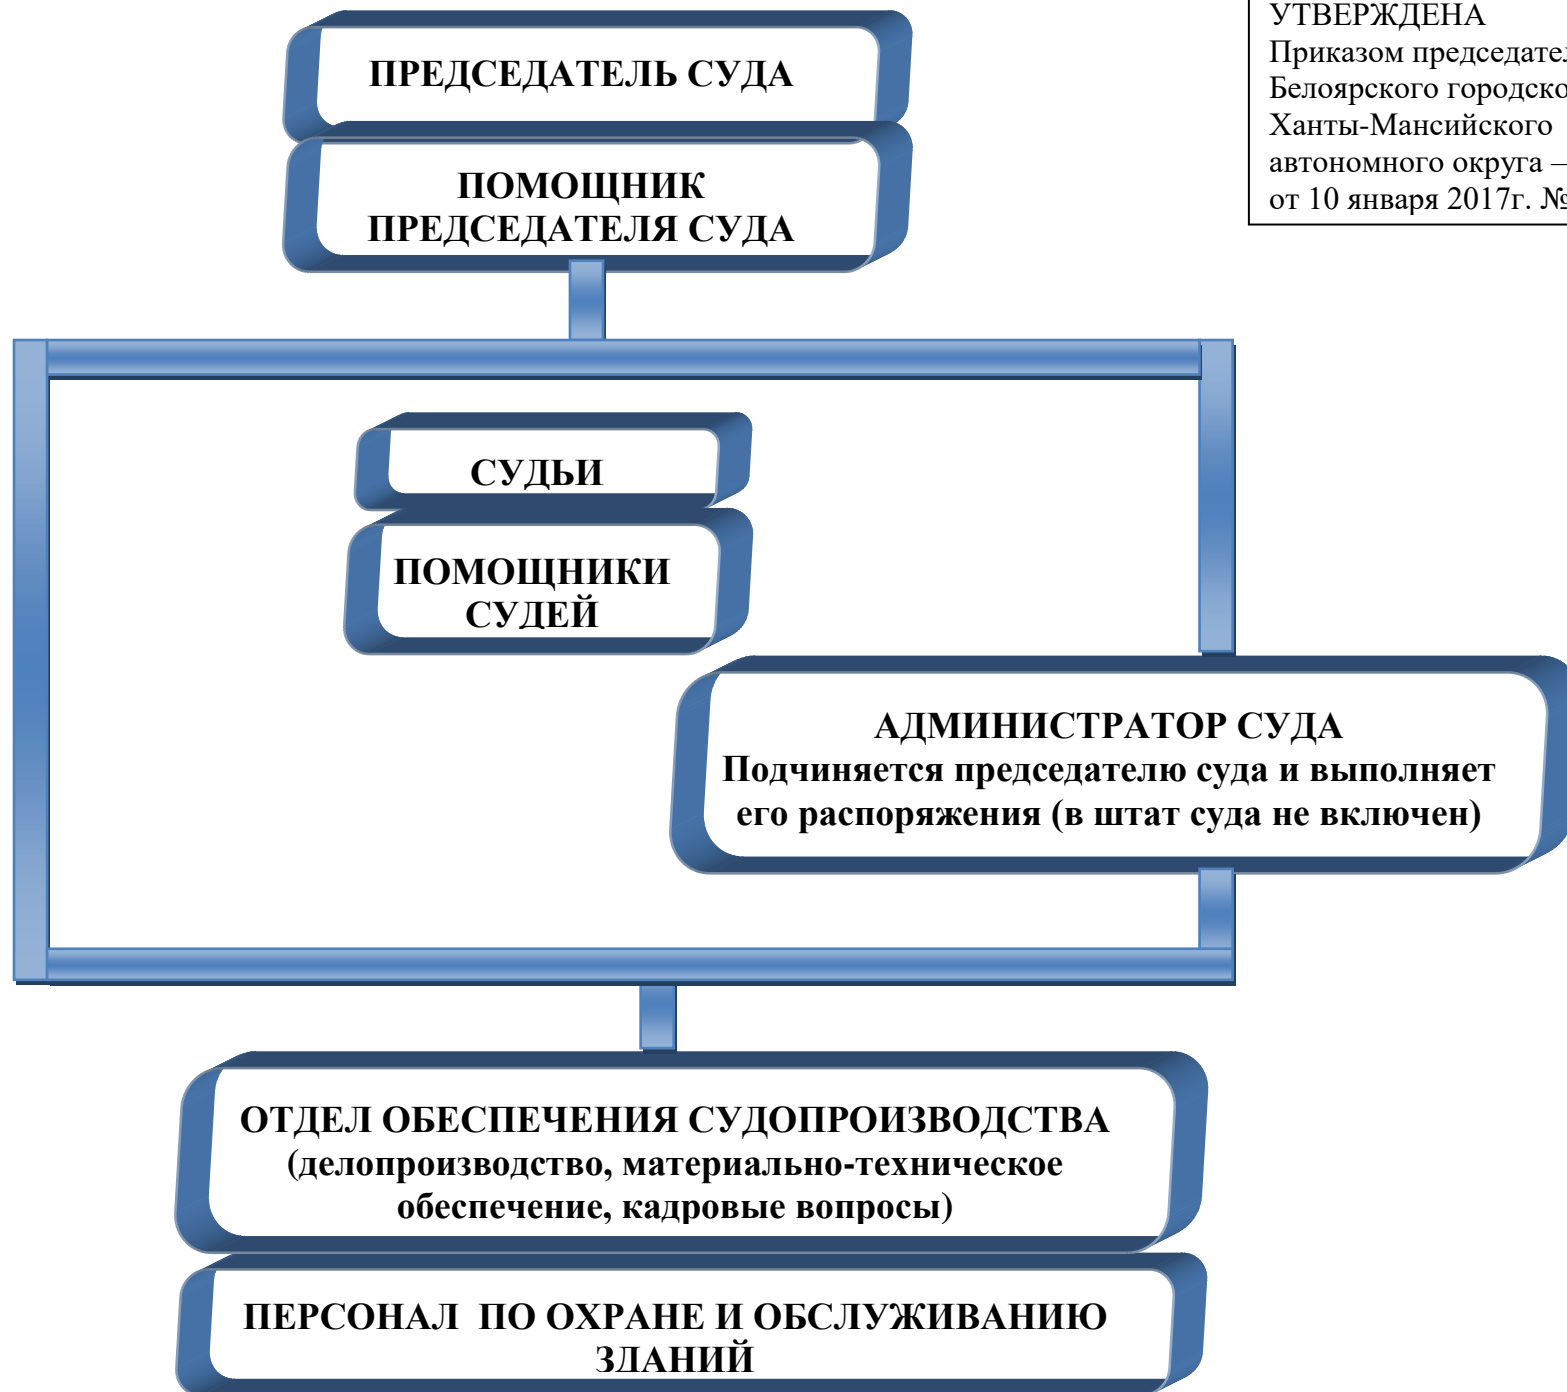 УТВЕРЖДЕНА
Приказом
Белоярского
Ханты-Мансийского
автономного округа –
от 10 января 2017г. №
ПРЕДСЕДАТЕЛЬ СУДА
ПОМОЩНИК
ПРЕДСЕДАТЕЛЯ СУДА
СУДЬИ
ПОМОЩНИКИ
СУДЕЙ
АДМИНИСТРАТОР СУДА
Подчиняется председателю суда и выполняет
его распоряжения (в штат суда не включен)
ОТДЕЛ ОБЕСПЕЧЕНИЯ СУДОПРОИЗВОДСТВА
(делопроизводство, материально-техническое
обеспечение, кадровые вопросы)
ПЕРСОНАЛ ПО ОХРАНЕ И ОБСЛУЖИВАНИЮ
ЗДАНИЙ